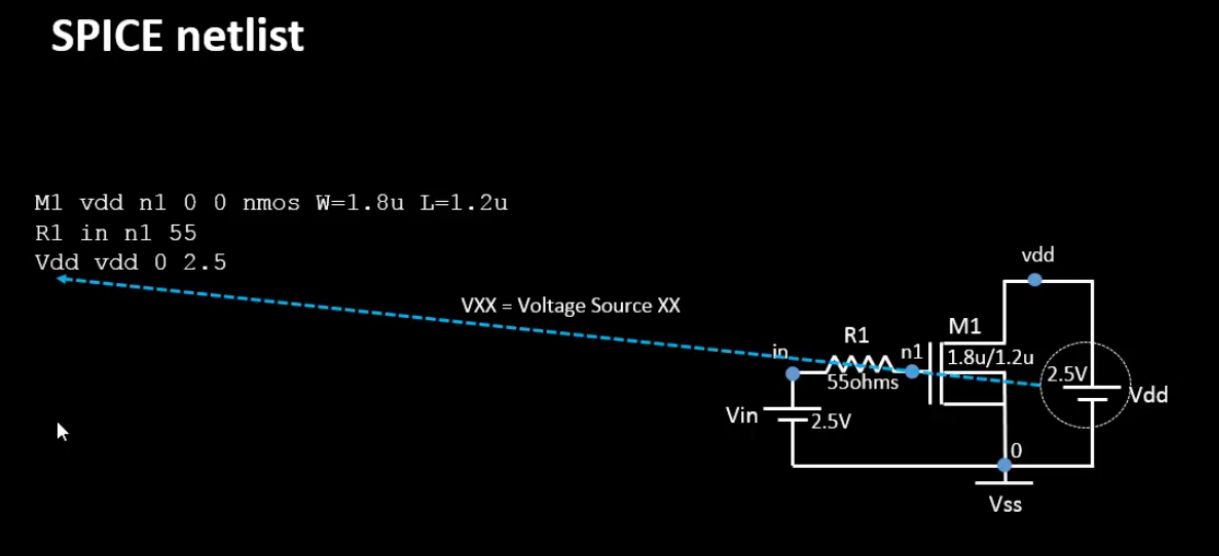 SPICE netlist
M1 vdd n1 0 0 nmos W=1.8u L=1.2u
R1 in n1 55
Vdd vdd 0 2.5
vdd
VXX = Voltage Source XX
M1
R1
in
n1
1.8u/1.2u
55ohms
2.5V
Vdd
Vin
2.5V
0
Vss